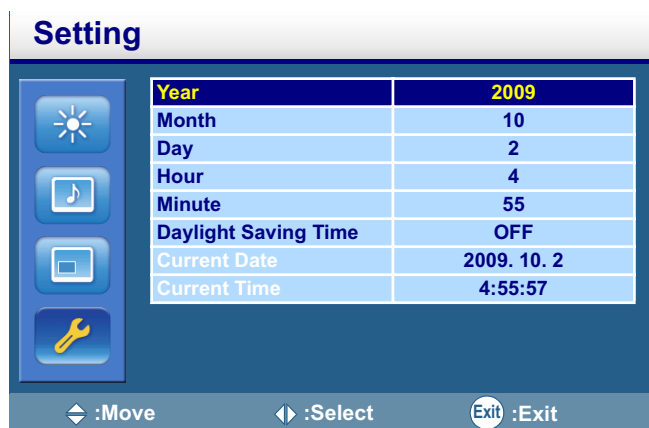 Setting
Year 2009
Month 10
Day 2
Hour 4
Minute 55
Daylight Saving Time OFF
Current Date 2009. 10. 2
Current Time 4:55:57
:Move :Select Exit :Exit